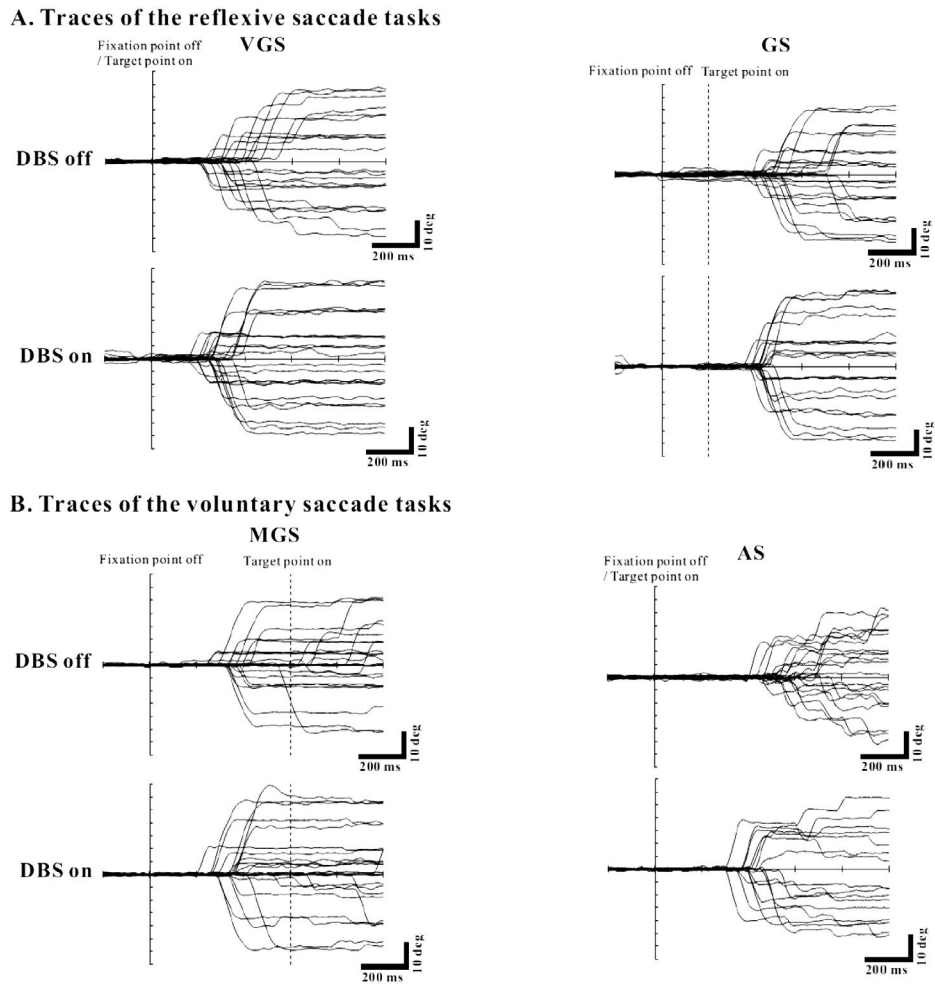 A. Traces of the reflexive saccade tasks
VGS
Fixation point off
/ Target point on
GS
Fixation point off Target point on
DBS off
200 ms
10 deg
200 ms
10 deg
DBS on
200 ms
10 deg
200 ms
10 deg
B. Traces of the voluntary saccade tasks
MGS
Fixation point off Target point on
AS
Fixation point off
/ Target point on
DBS off
200 ms
10 deg
200 ms
10 deg
DBS on
200 ms
10 deg
200 ms
10 deg